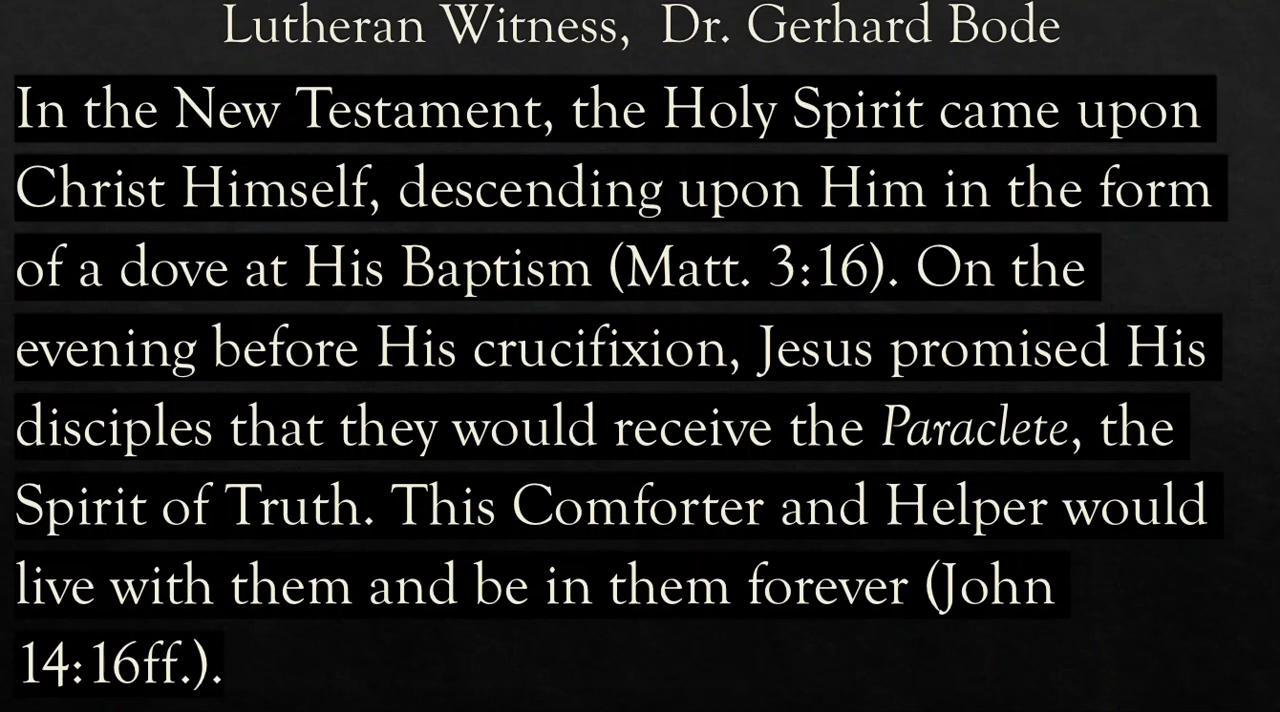 Lutheran Witness, Dr. Gerhard Bode
In the New Testament, the Holy Spirit came upon
Christ Himself, descending upon Him in the form
of a dove at His Baptism (Matt. 3:16). On the
evening before His crucifixion, Jesus promised His
disciples that they would receive the Paraclete, the
Spirit of Truth. This Comforter and Helper would
live with them and be in them forever (John
14:16ff.).